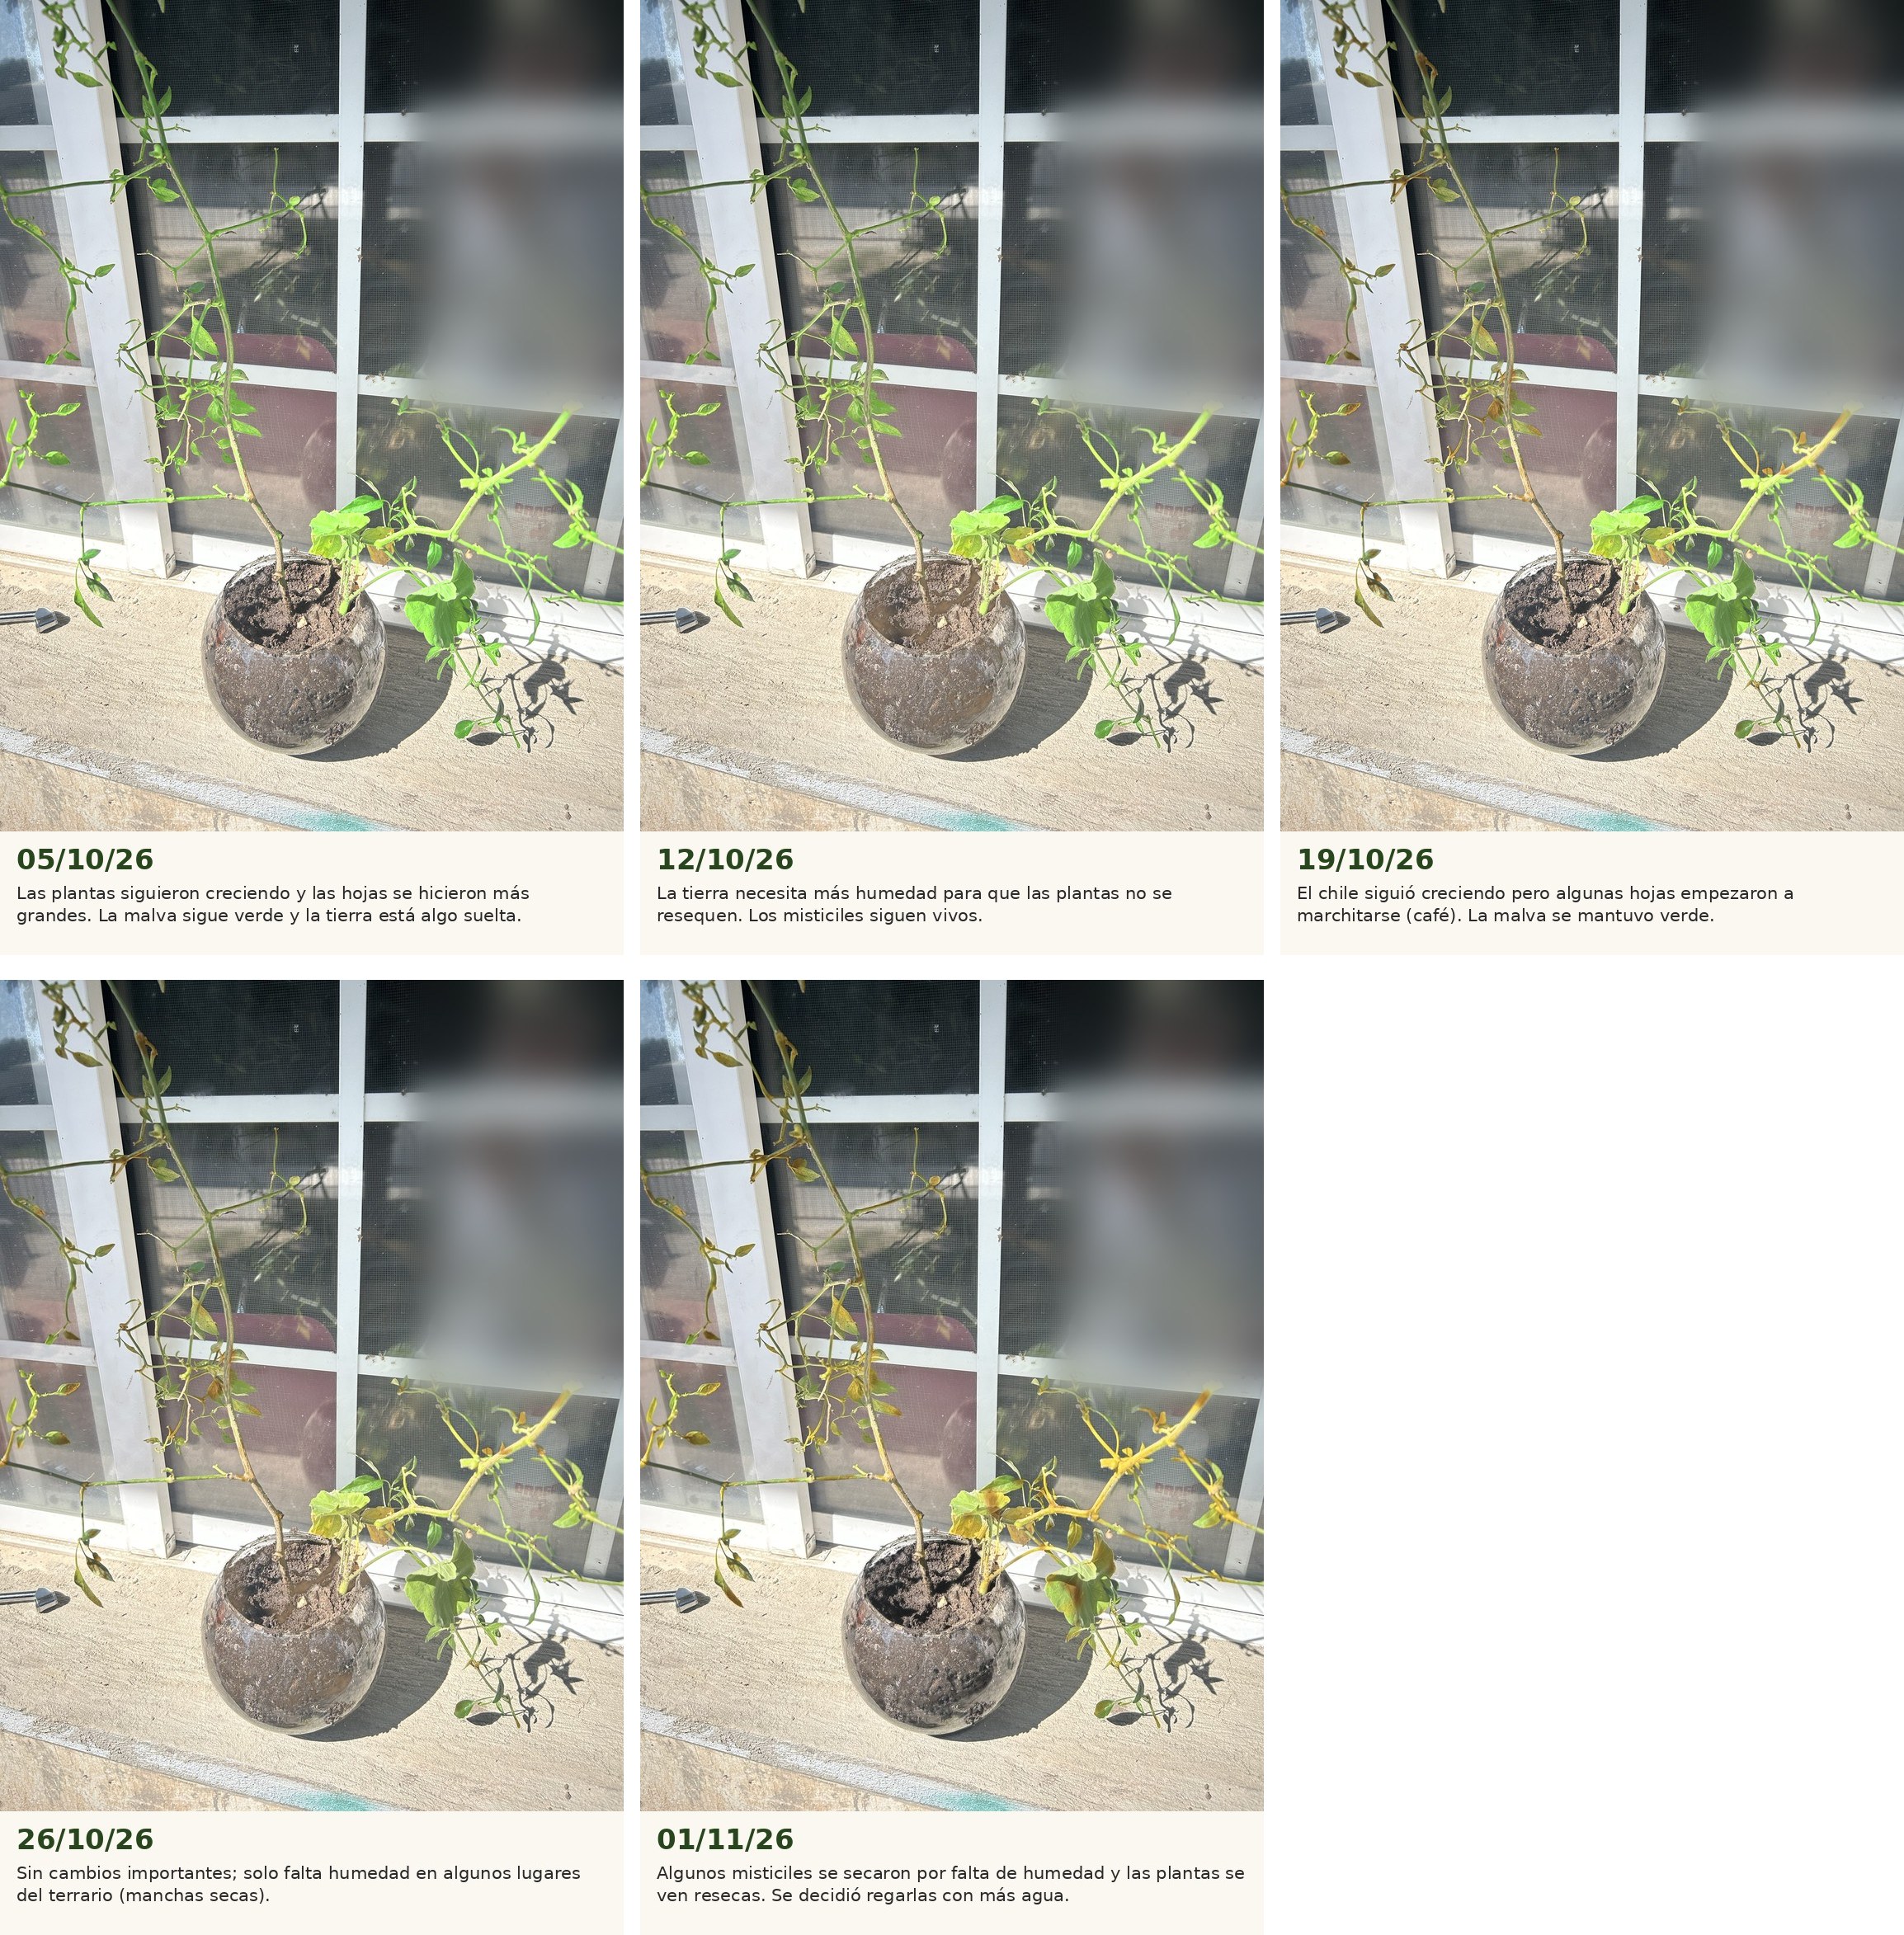 05/10/26
Las plantas siguieron creciendo y las hojas se hicieron más
grandes. La malva sigue verde y la tierra está algo suelta.
12/10/26
La tierra necesita más humedad para que las plantas no se
resequen. Los misticiles siguen vivos.
19/10/26
El chile siguió creciendo pero algunas hojas empezaron a
marchitarse (café). La malva se mantuvo verde.
26/10/26
Sin cambios importantes; solo falta humedad en algunos lugares
del terrario (manchas secas).
01/11/26
Algunos misticiles se secaron por falta de humedad y las plantas se
ven resecas. Se decidió regarlas con más agua.